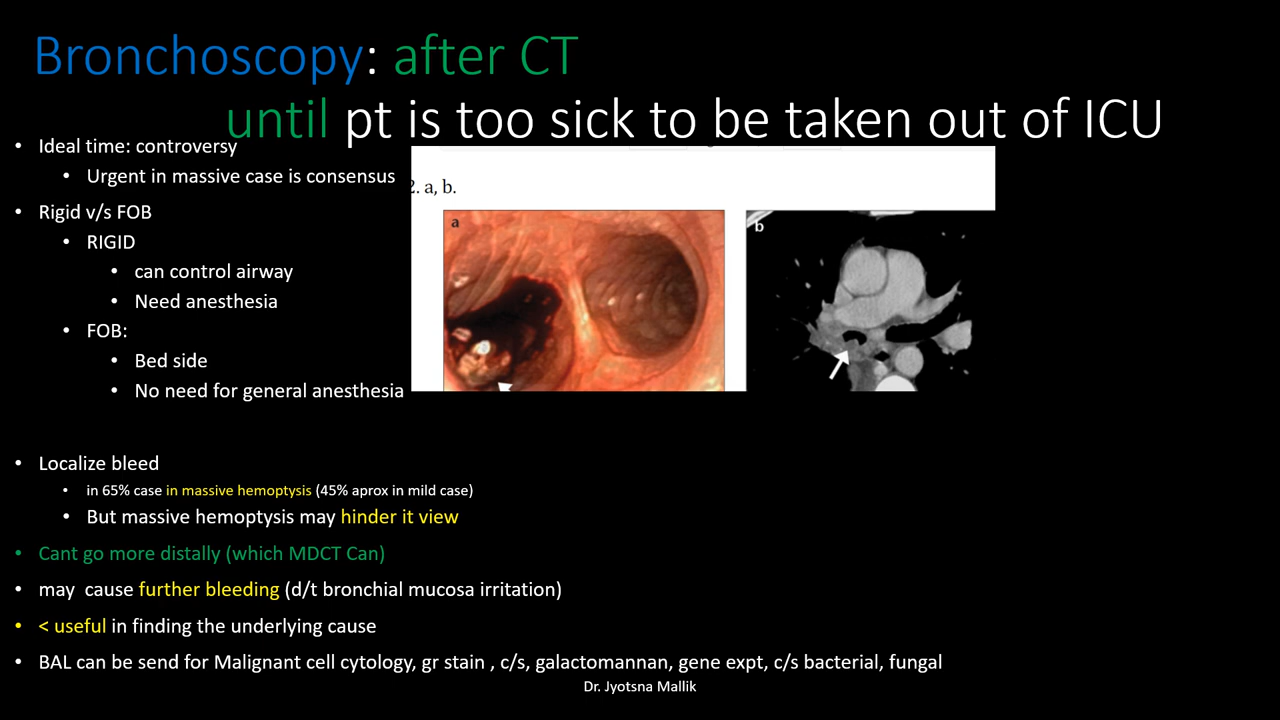 Bronchoscopy: after CT
until pt is too sick to be taken out of ICU
• Ideal time: controversy
• Urgent in massive case is consensus
• Rigid v/s FOB
• RIGID
• can control airway
• Need anesthesia
• FOB:
• Bed side
• No need for general anesthesia
2. a, b.
a
b
• Localize bleed
• in 65% case in massive hemoptysis (45% aprox in mild case)
• But massive hemoptysis may hinder it view
• Cant go more distally (which MDCT Can)
• may  cause further bleeding (d/t bronchial mucosa irritation)
• < useful in finding the underlying cause
• BAL can be send for Malignant cell cytology, gr stain , c/s, galactomannan, gene expt, c/s bacterial, fungal
Dr. Jyotsna Mallik